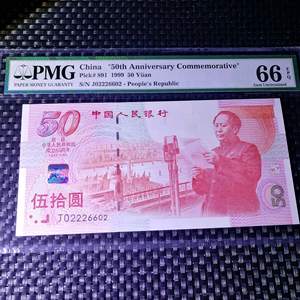 PMG
PAPER MONEY GUARANTY
China "50th Anniversary Commemorative"
Pick# 891 1999 50 Yüan
S/N J02226602 - People's Republic
66 EPQ
Gem Uncirculated
50
中国人民银行
伍拾圆
J02226602
50